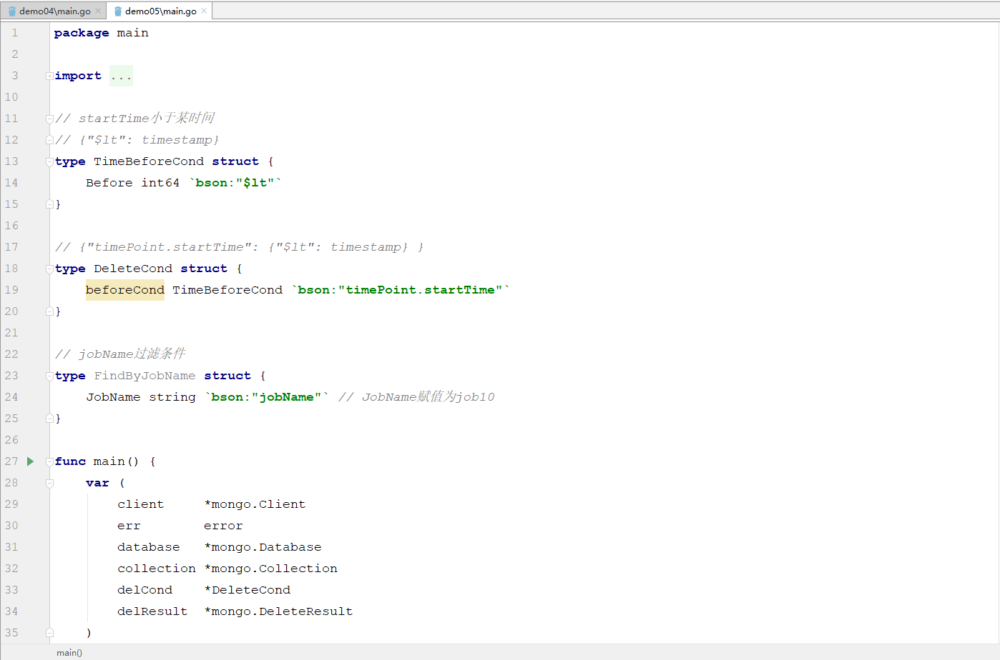 demo04\main.go
demo05\main.go
1 package main
2
3 import ...
10
11 // startTime小于某时间
12 // {"$lt": timestamp}
13 type TimeBeforeCond struct {
14 Before int64 `bson:"$lt"`
15 }
16
17 // {"timePoint.startTime": {"$lt": timestamp} }
18 type DeleteCond struct {
19 beforeCond TimeBeforeCond `bson:"timePoint.startTime"`
20 }
21
22 // jobName过滤条件
23 type FindByJobName struct {
24 JobName string `bson:"jobName"` // JobName赋值为job10
25 }
26
27 func main() {
28 var (
29 client *mongo.Client
30 err error
31 database *mongo.Database
32 collection *mongo.Collection
33 delCond *DeleteCond
34 delResult *mongo.DeleteResult
35 )
main()